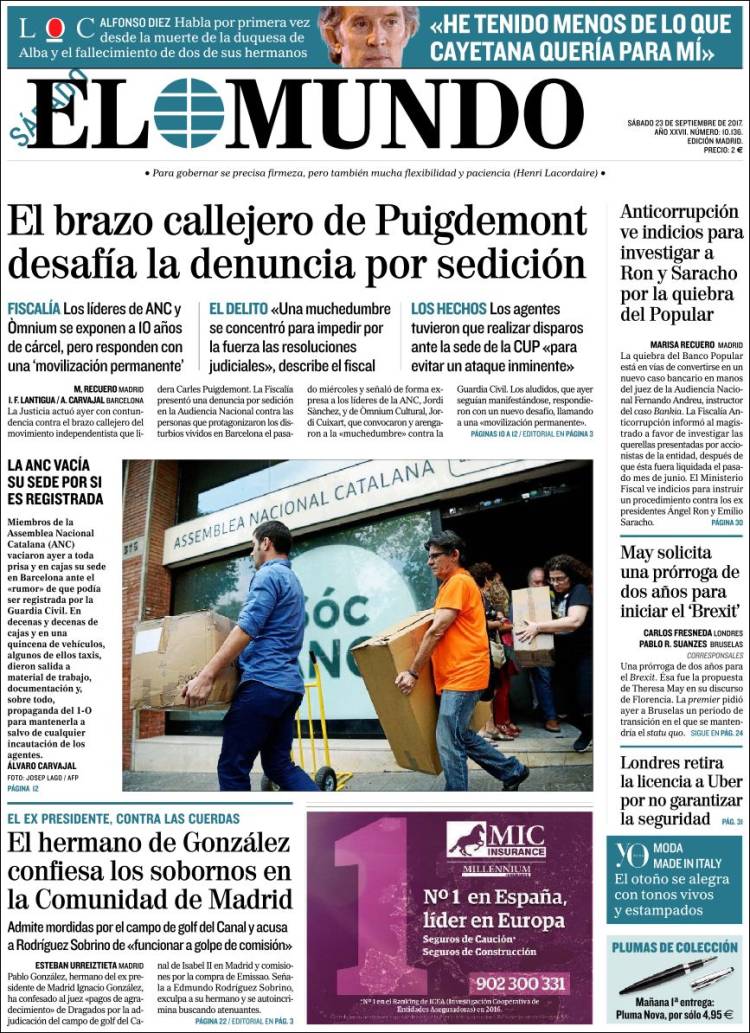 LOC
ALFONSO DIEZ Habla por primera vez
desde la muerte de la duquesa de
Alba y el fallecimiento de dos de sus hermanos
«HE TENIDO MENOS DE LO QUE
CAYETANA QUERÍA PARA MÍ»
SÁBADO
EL MUNDO
SÁBADO 23 DE SEPTIEMBRE DE 2017.
AÑO XXVII. NÚMERO: 10.136.
EDICIÓN MADRID.
PRECIO: 2 €
• Para gobernar se precisa firmeza, pero también mucha flexibilidad y paciencia (Henri Lacordaire) •
El brazo callejero de Puigdemont
desafía la denuncia por sedición
FISCALÍA Los líderes de ANC y
Òmnium se exponen a 10 años
de cárcel, pero responden con
una ‘movilización permanente’
EL DELITO «Una muchedumbre
se concentró para impedir por
la fuerza las resoluciones
judiciales», describe el fiscal
LOS HECHOS Los agentes
tuvieron que realizar disparos
ante la sede de la CUP «para
evitar un ataque inminente»
M. RECUERO MADRID
I. F. LANTIGUA / A. CARVAJAL BARCELONA
La Justicia actuó ayer con contundencia
contra el brazo callejero del
movimiento independentista que li-
dera Carles Puigdemont. La Fiscalía
presentó una denuncia por sedición
en la Audiencia Nacional contra las
personas que protagonizaron los disturbios
vividos en Barcelona el pasa-
do miércoles y señaló de forma expresa
a los líderes de la ANC, Jordi
Sànchez, y de Òmnium Cultural, Jordi
Cuixart, que convocaron y arengaron
a la «muchedumbre» contra la
Guardia Civil. Los aludidos, que ayer
seguían manifestándose, respondieron
con un nuevo desafío, llamando
a una «movilización permanente».
PÁGINAS 10 A 12 / EDITORIAL EN PÁGINA 3
LA ANC VACÍA
SU SEDE POR SI
ES REGISTRADA
Miembros de la
Assemblea Nacional
Catalana (ANC)
vaciaron ayer a toda
prisa y en cajas su sede
en Barcelona ante el
«rumor» de que podía
ser registrada por la
Guardia Civil. En
decenas y decenas de
cajas y en una
quincena de vehículos,
algunos de ellos taxis,
dieron salida a
material de trabajo,
documentación y,
sobre todo,
propaganda del 1-O
para mantenerla a
salvo de cualquier
incautación de los
agentes.
ÁLVARO CARVAJAL
FOTO: JOSEP LAGO / AFP
PÁGINA 12
ASSEMBLEA NACIONAL CATALANA
SÓC
ANC
EL EX PRESIDENTE, CONTRA LAS CUERDAS
El hermano de González
confiesa los sobornos en
la Comunidad de Madrid
Admite mordidas por el campo de golf del Canal y acusa
a Rodríguez Sobrino de «funcionar a golpe de comisión»
ESTEBAN URREIZTIETA MADRID
Pablo González, hermano del ex presidente
de Madrid Ignacio González,
ha confesado al juez «pagos de agradecimiento»
de Dragados por la adjudicación
del campo de golf del Ca-
nal de Isabel II en Madrid y comisiones
por la compra de Emissao. Señala
a Edmundo Rodríguez Sobrino,
exculpa a su hermano y se autoincrimina
buscando atenuantes.
PÁGINA 22 / EDITORIAL EN PÁG. 3
1
MIC
INSURANCE
MILLENNIUM
Nº 1 en España,
líder en Europa
Seguros de Caución*
Seguros de Construcción
902 300 331
*Nº 1 en el Ranking de ICEA (Investigación Cooperativa de
Entidades Aseguradoras) en 2016.
Anticorrupción
ve indicios para
investigar a
Ron y Saracho
por la quiebra
del Popular
MARISA RECUERO MADRID
La quiebra del Banco Popular
está en vías de convertirse en un
nuevo caso bancario en manos
del juez de la Audiencia Nacional
Fernando Andreu, instructor
del caso Bankia. La Fiscalía Anticorrupción
informó al magistrado
a favor de investigar las
querellas presentadas por accionistas
de la entidad, después de
que ésta fuera liquidada el pasado
mes de junio. El Ministerio
Fiscal ve indicios para instruir
un procedimiento contra los ex
presidentes Ángel Ron y Emilio
Saracho. PÁGINA 30
May solicita
una prórroga de
dos años para
iniciar el ‘Brexit’
CARLOS FRESNEDA LONDRES
PABLO R. SUANZES BRUSELAS
CORRESPONSALES
Una prórroga de dos años para
el Brexit. Esa fue la propuesta
de Theresa May en su discurso
de Florencia. La premier pidió
ayer a Bruselas un periodo de
transición en el que se mantendría
el statu quo. SIGUE EN PÁG. 24
Londres retira
la licencia a Uber
por no garantizar
la seguridad PÁG. 31
YO
MODA
MADE IN ITALY
El otoño se alegra
con tonos vivos
y estampados
PLUMAS DE COLECCIÓN
Mañana 1ª entrega:
Pluma Nova, por sólo 4,95 €